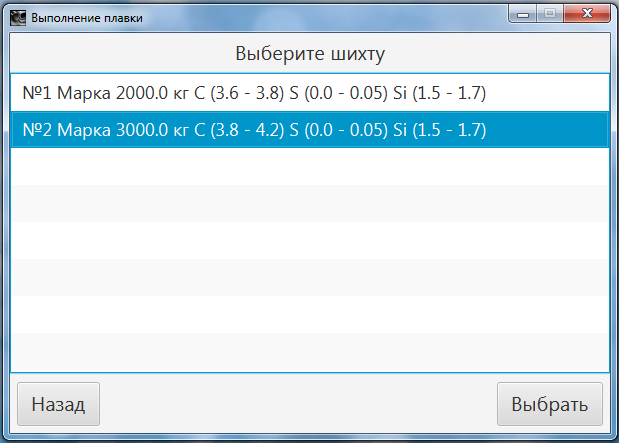 Выполнение плавки
Выберите шихту
№1 Марка 2000.0 кг C (3.6 - 3.8) S (0.0 - 0.05) Si (1.5 - 1.7)
№2 Марка 3000.0 кг C (3.8 - 4.2) S (0.0 - 0.05) Si (1.5 - 1.7)
Назад
Выбрать